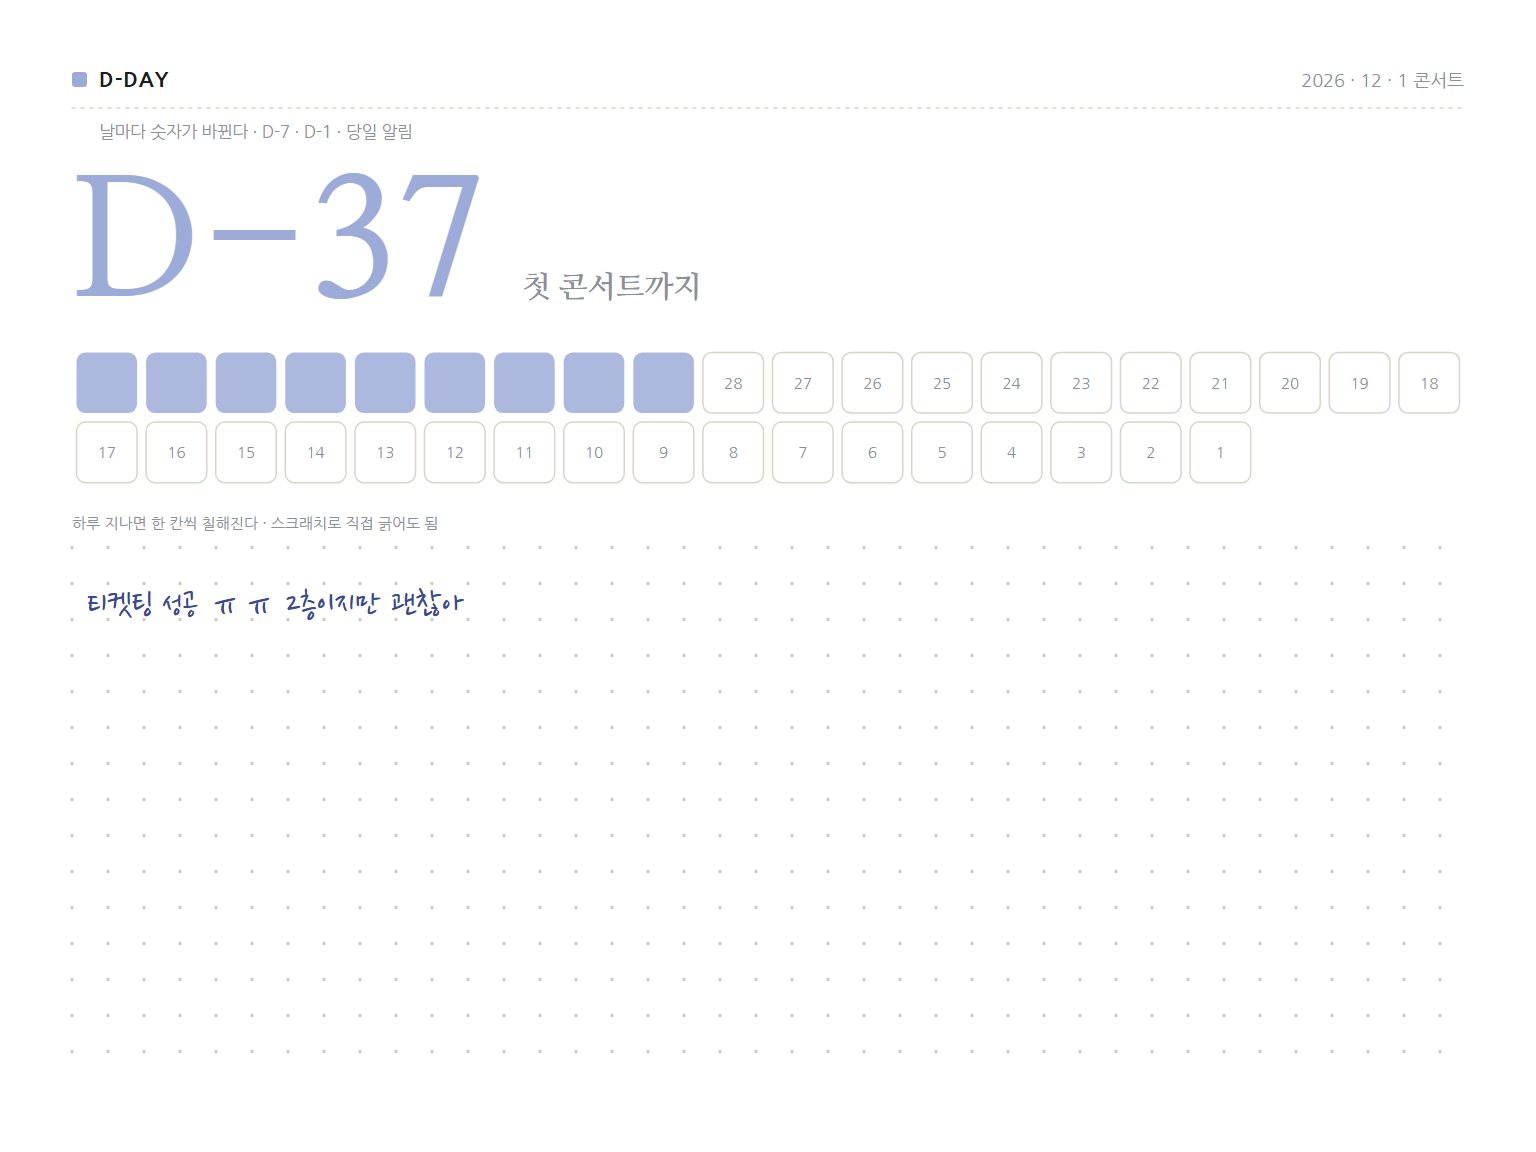 D-DAY
2026 · 12 · 1 콘서트
날마다 숫자가 바뀐다 · D-7 · D-1 · 당일 알림
D–37 첫 콘서트까지
28 27 26 25 24 23 22 21 20 19 18
17 16 15 14 13 12 11 10 9 8 7 6 5 4 3 2 1
하루 지나면 한 칸씩 칠해진다 · 스크래치로 직접 긁어도 됨
티켓팅 성공 ㅠㅠ 2층이지만 괜찮아